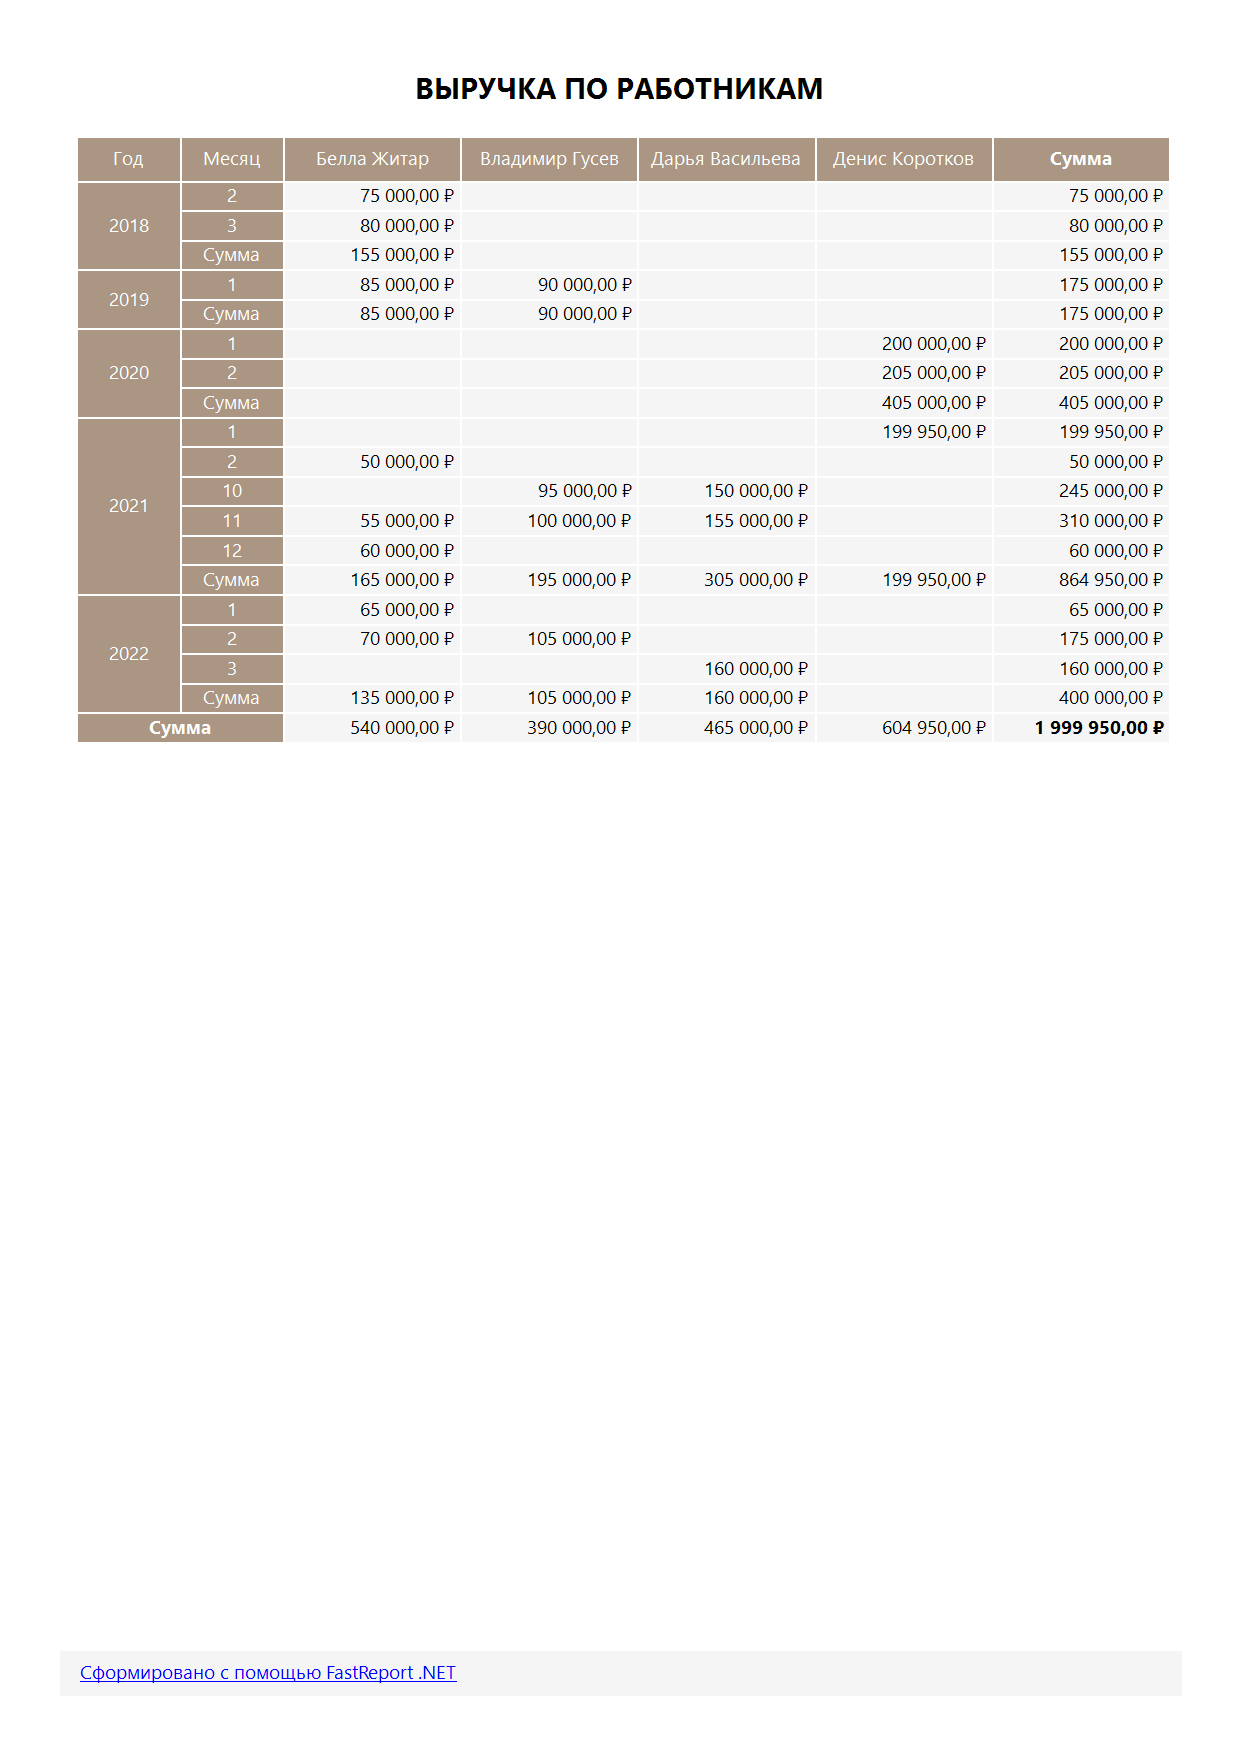 ВЫРУЧКА ПО РАБОТНИКАМ
Год Месяц Белла Житар Владимир Гусев Дарья Васильева Денис Коротков Сумма
2018 2 75 000,00 ₽ 75 000,00 ₽
3 80 000,00 ₽ 80 000,00 ₽
Сумма 155 000,00 ₽ 155 000,00 ₽
2019 1 85 000,00 ₽ 90 000,00 ₽ 175 000,00 ₽
Сумма 85 000,00 ₽ 90 000,00 ₽ 175 000,00 ₽
2020 1 200 000,00 ₽ 200 000,00 ₽
2 205 000,00 ₽ 205 000,00 ₽
Сумма 405 000,00 ₽ 405 000,00 ₽
2021 1 199 950,00 ₽ 199 950,00 ₽
2 50 000,00 ₽ 50 000,00 ₽
10 95 000,00 ₽ 150 000,00 ₽ 245 000,00 ₽
11 55 000,00 ₽ 100 000,00 ₽ 155 000,00 ₽ 310 000,00 ₽
12 60 000,00 ₽ 60 000,00 ₽
Сумма 165 000,00 ₽ 195 000,00 ₽ 305 000,00 ₽ 199 950,00 ₽ 864 950,00 ₽
2022 1 65 000,00 ₽ 65 000,00 ₽
2 70 000,00 ₽ 105 000,00 ₽ 175 000,00 ₽
3 160 000,00 ₽ 160 000,00 ₽
Сумма 135 000,00 ₽ 105 000,00 ₽ 160 000,00 ₽ 400 000,00 ₽
Сумма 540 000,00 ₽ 390 000,00 ₽ 465 000,00 ₽ 604 950,00 ₽ 1 999 950,00 ₽
Сформировано с помощью FastReport .NET